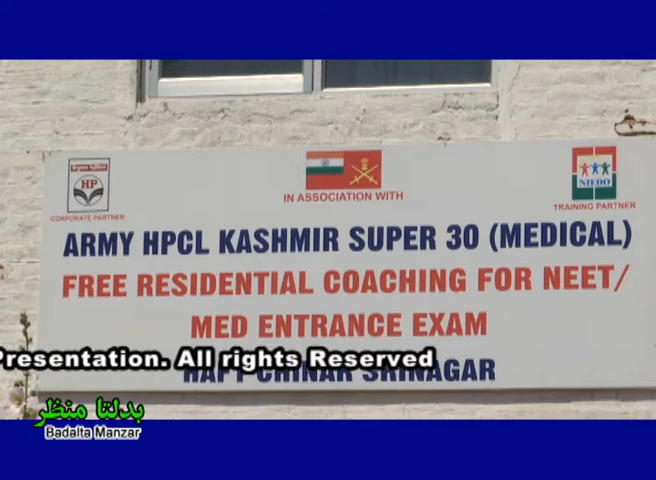 HP
CORPORATE PARTNER
IN ASSOCIATION WITH
NIEDO
TRAINING PARTNER
ARMY HPCL KASHMIR SUPER 30 (MEDICAL)
FREE RESIDENTIAL COACHING FOR NEET/
MED ENTRANCE EXAM
Presentation. All rights Reserved
SRINAGAR
بدلتا منظر
Badalta Manzar